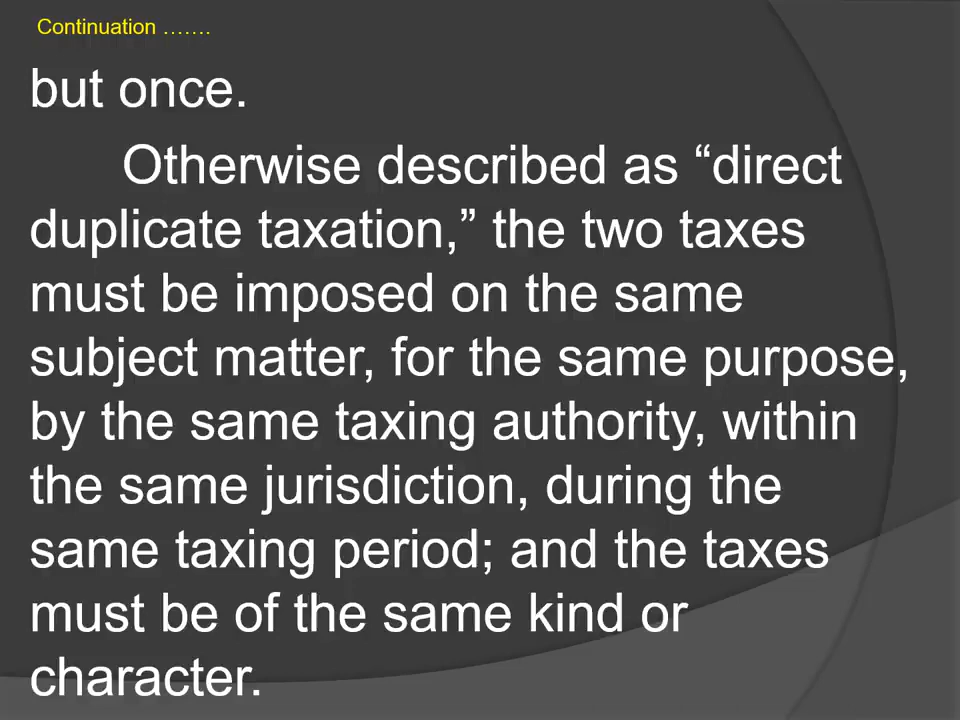 Continuation …….
but once.
Otherwise described as “direct
duplicate taxation,” the two taxes
must be imposed on the same
subject matter, for the same purpose,
by the same taxing authority, within
the same jurisdiction, during the
same taxing period; and the taxes
must be of the same kind or
character.